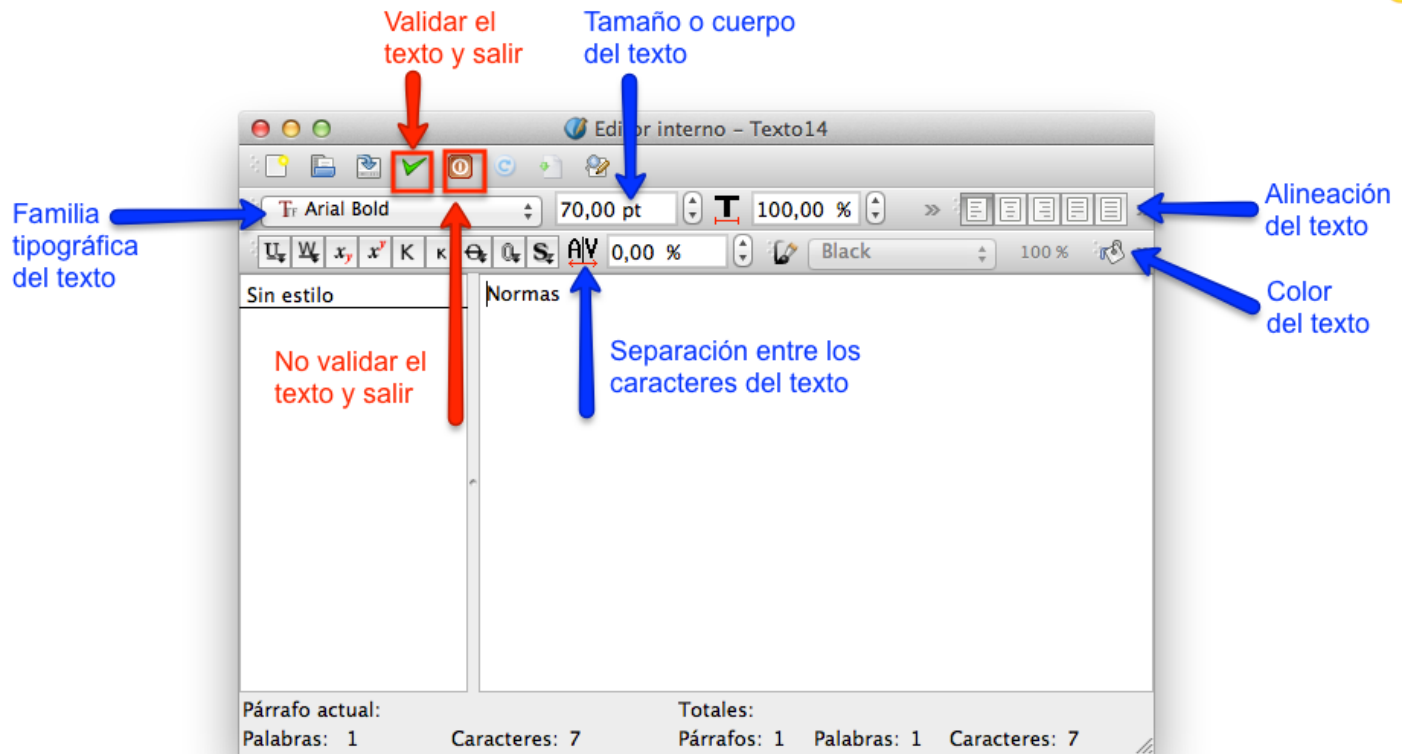 Validar el
texto y salir
Tamaño o cuerpo
del texto
Editor interno – Texto14
Familia
tipográfica
del texto
Arial Bold
70,00 pt
100,00 %
»
Alineación
del texto
U W xy xy K K O O S
AV
0,00 %
Black
100 %
Color
del texto
Sin estilo
Normas
No validar el
texto y salir
Separación entre los
caracteres del texto
Párrafo actual:
Totales:
Palabras: 1 Caracteres: 7
Párrafos: 1 Palabras: 1 Caracteres: 7